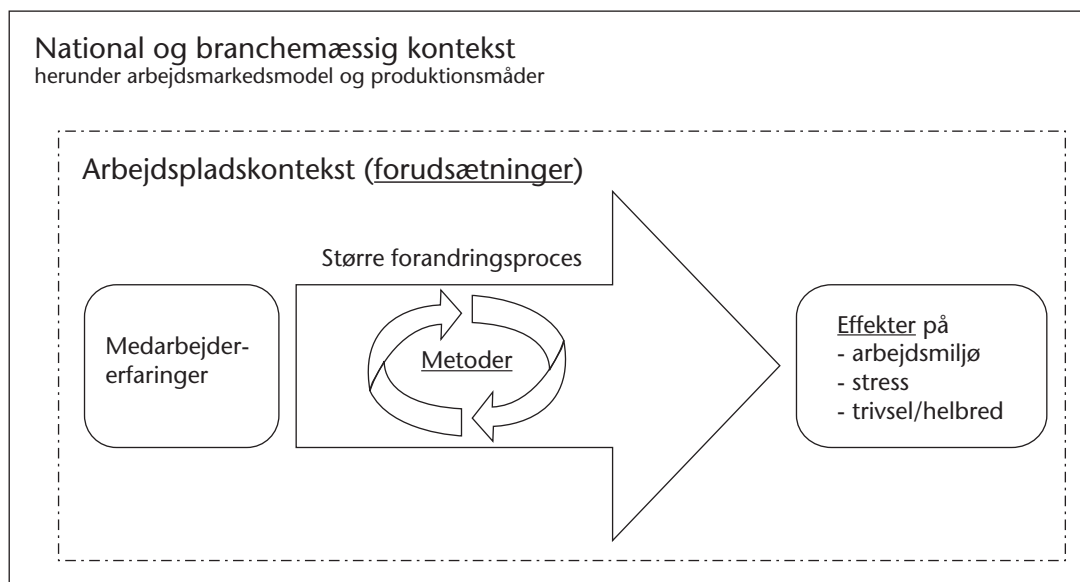 National og branchemæssig kontekst
herunder arbejdsmarkedsmodel og produktionsmåder
Arbejdspladskontekst (forudsætninger)
Større forandringsproces
Medarbejder-
erfaringer
Metoder
Effekter på
- arbejdsmiljø
- stress
- trivsel/helbred